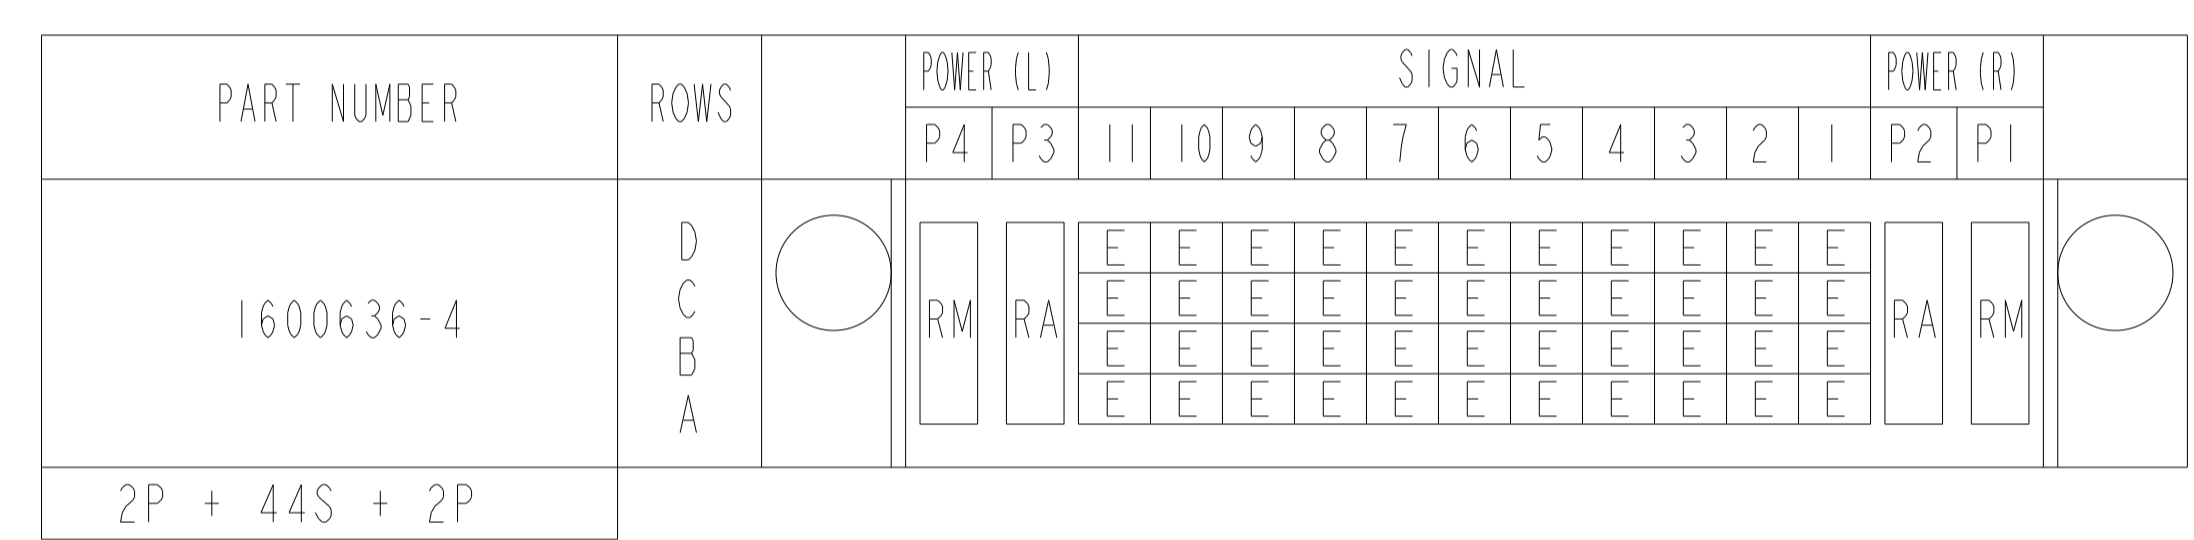 PART NUMBER ROWS POWER (L) SIGNAL POWER (R)
P4 P3 11 10 9 8 7 6 5 4 3 2 1 P2 P1
D E E E E E E E E E E E
C E E E E E E E E E E E
1600636-4 RM RA RA RM
B E E E E E E E E E E E
A E E E E E E E E E E E
2P + 44S + 2P